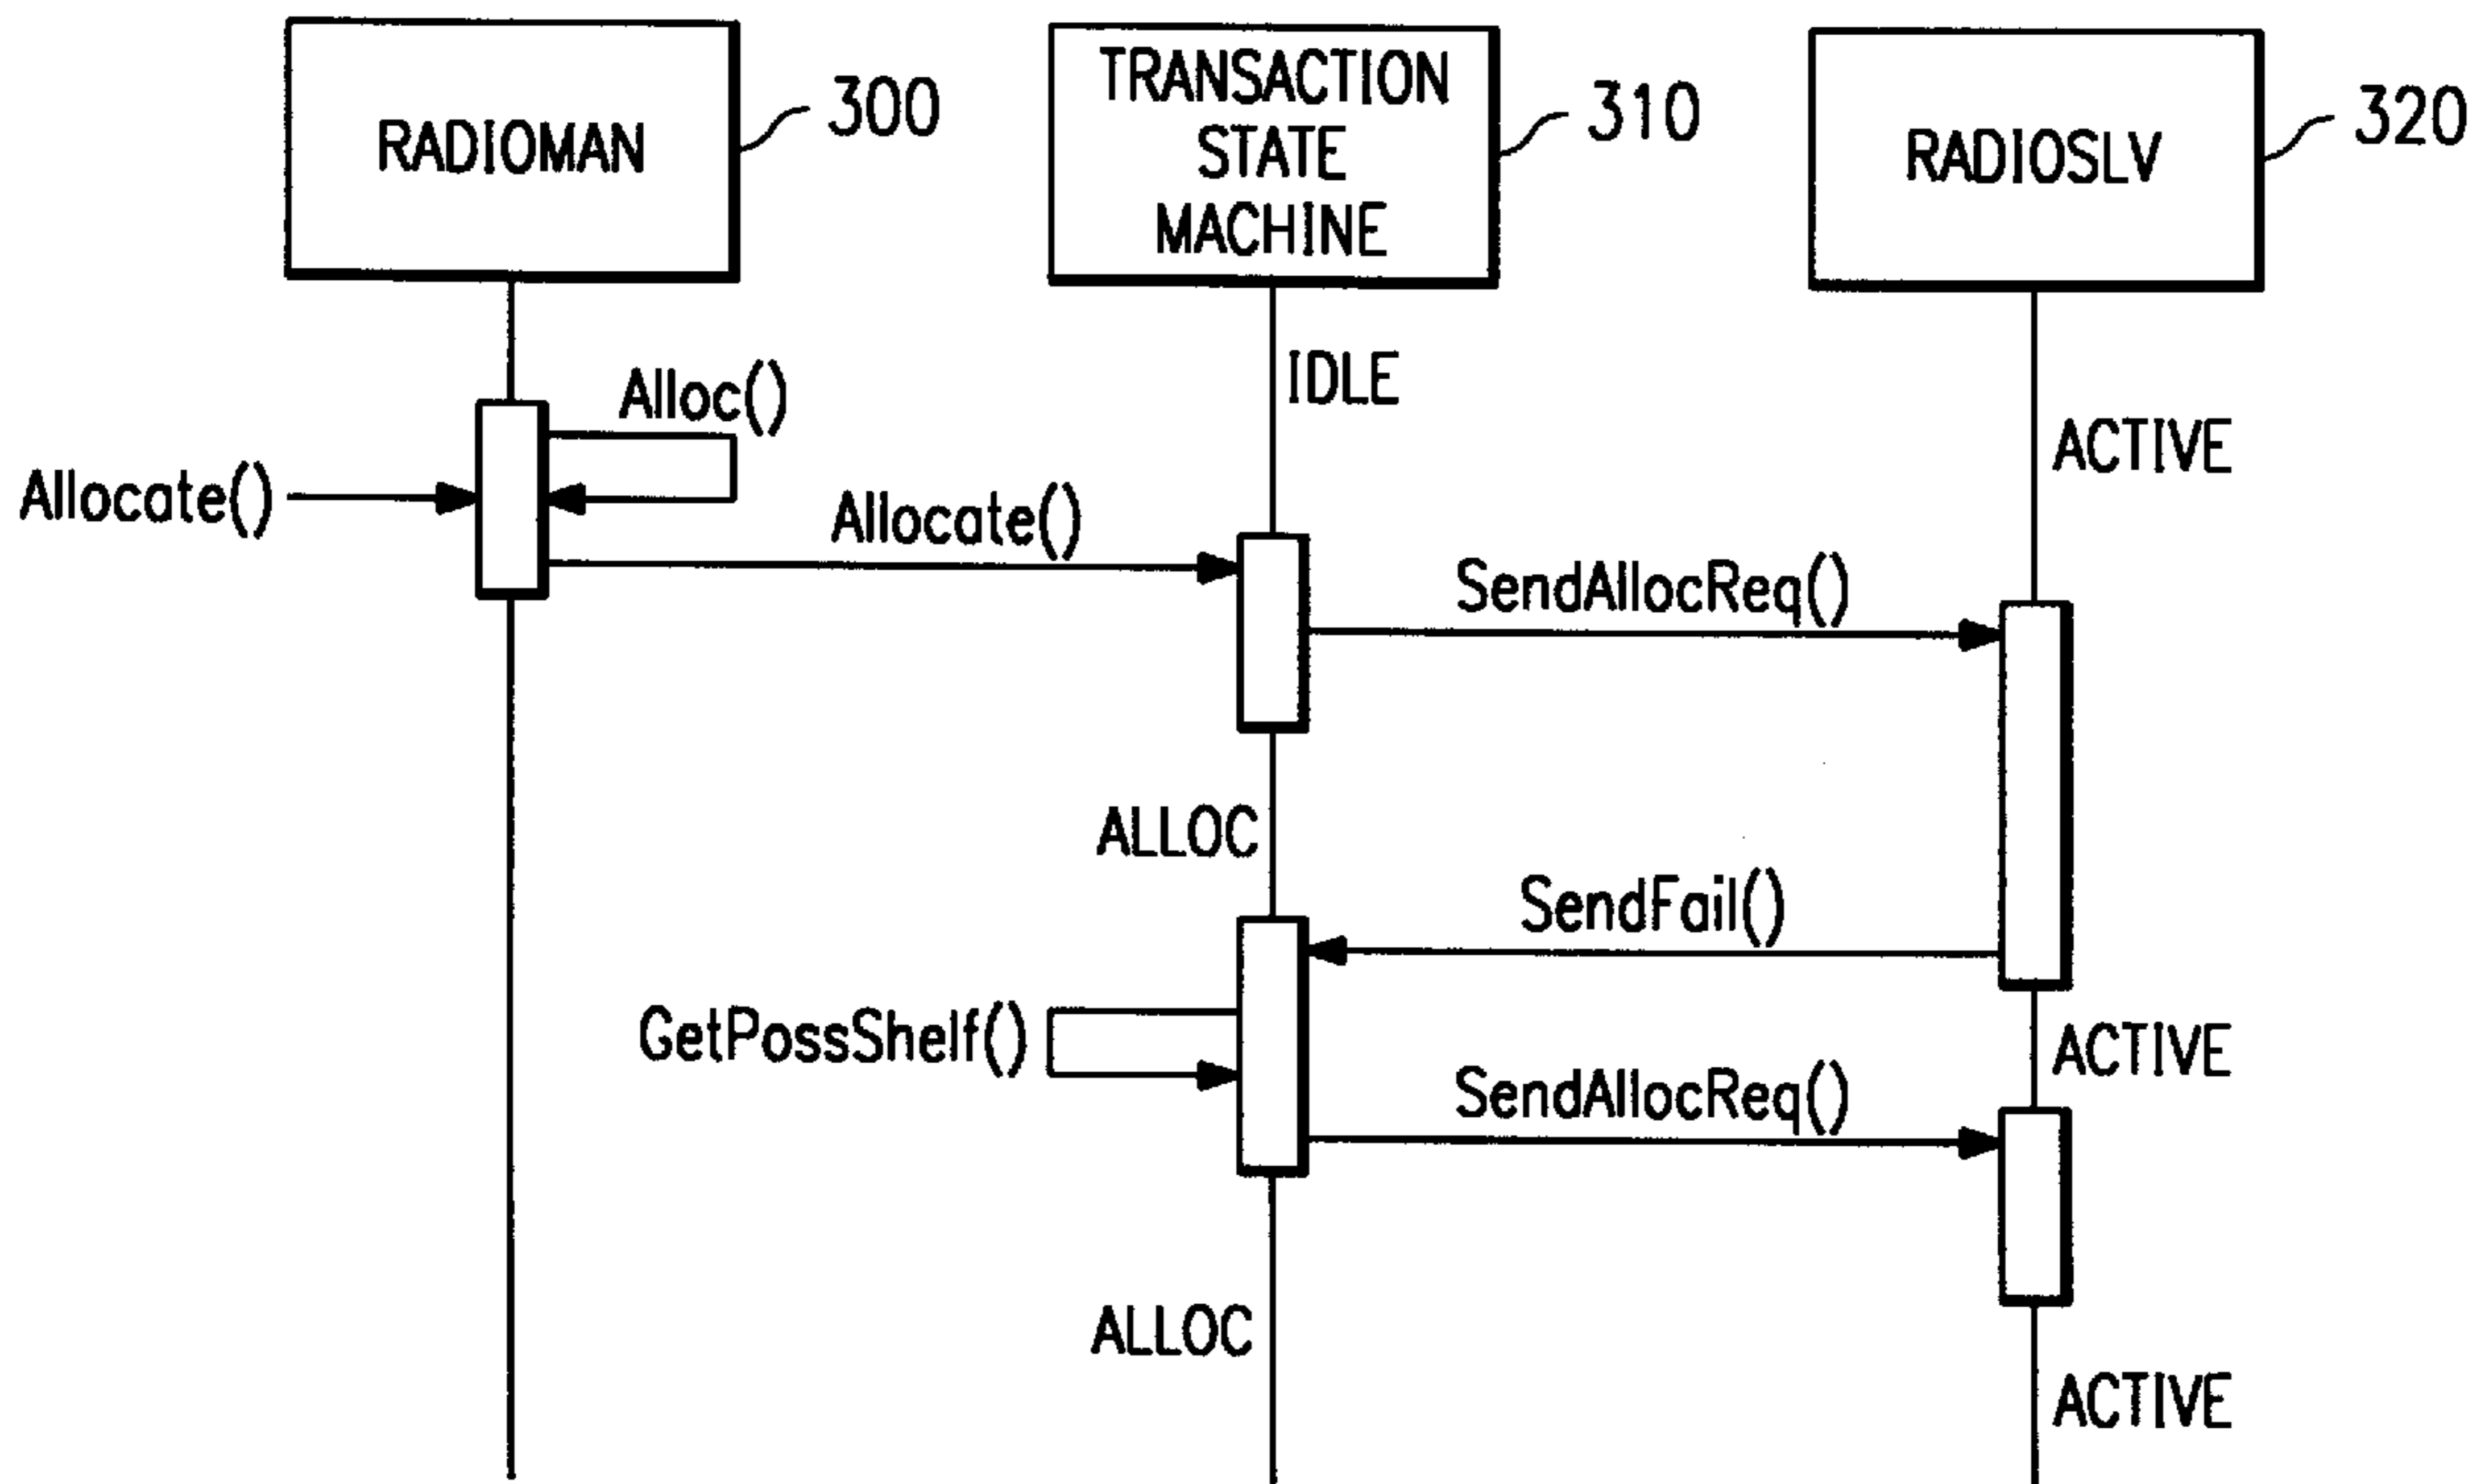 RADIOMAN
300
TRANSACTION
STATE
MACHINE
310
RADIOSLV
320
IDLE
Alloc()
ACTIVE
Allocate()
Allocate()
SendAllocReq()
ALLOC
SendFail()
GetPossShelf()
ACTIVE
SendAllocReq()
ALLOC
ACTIVE